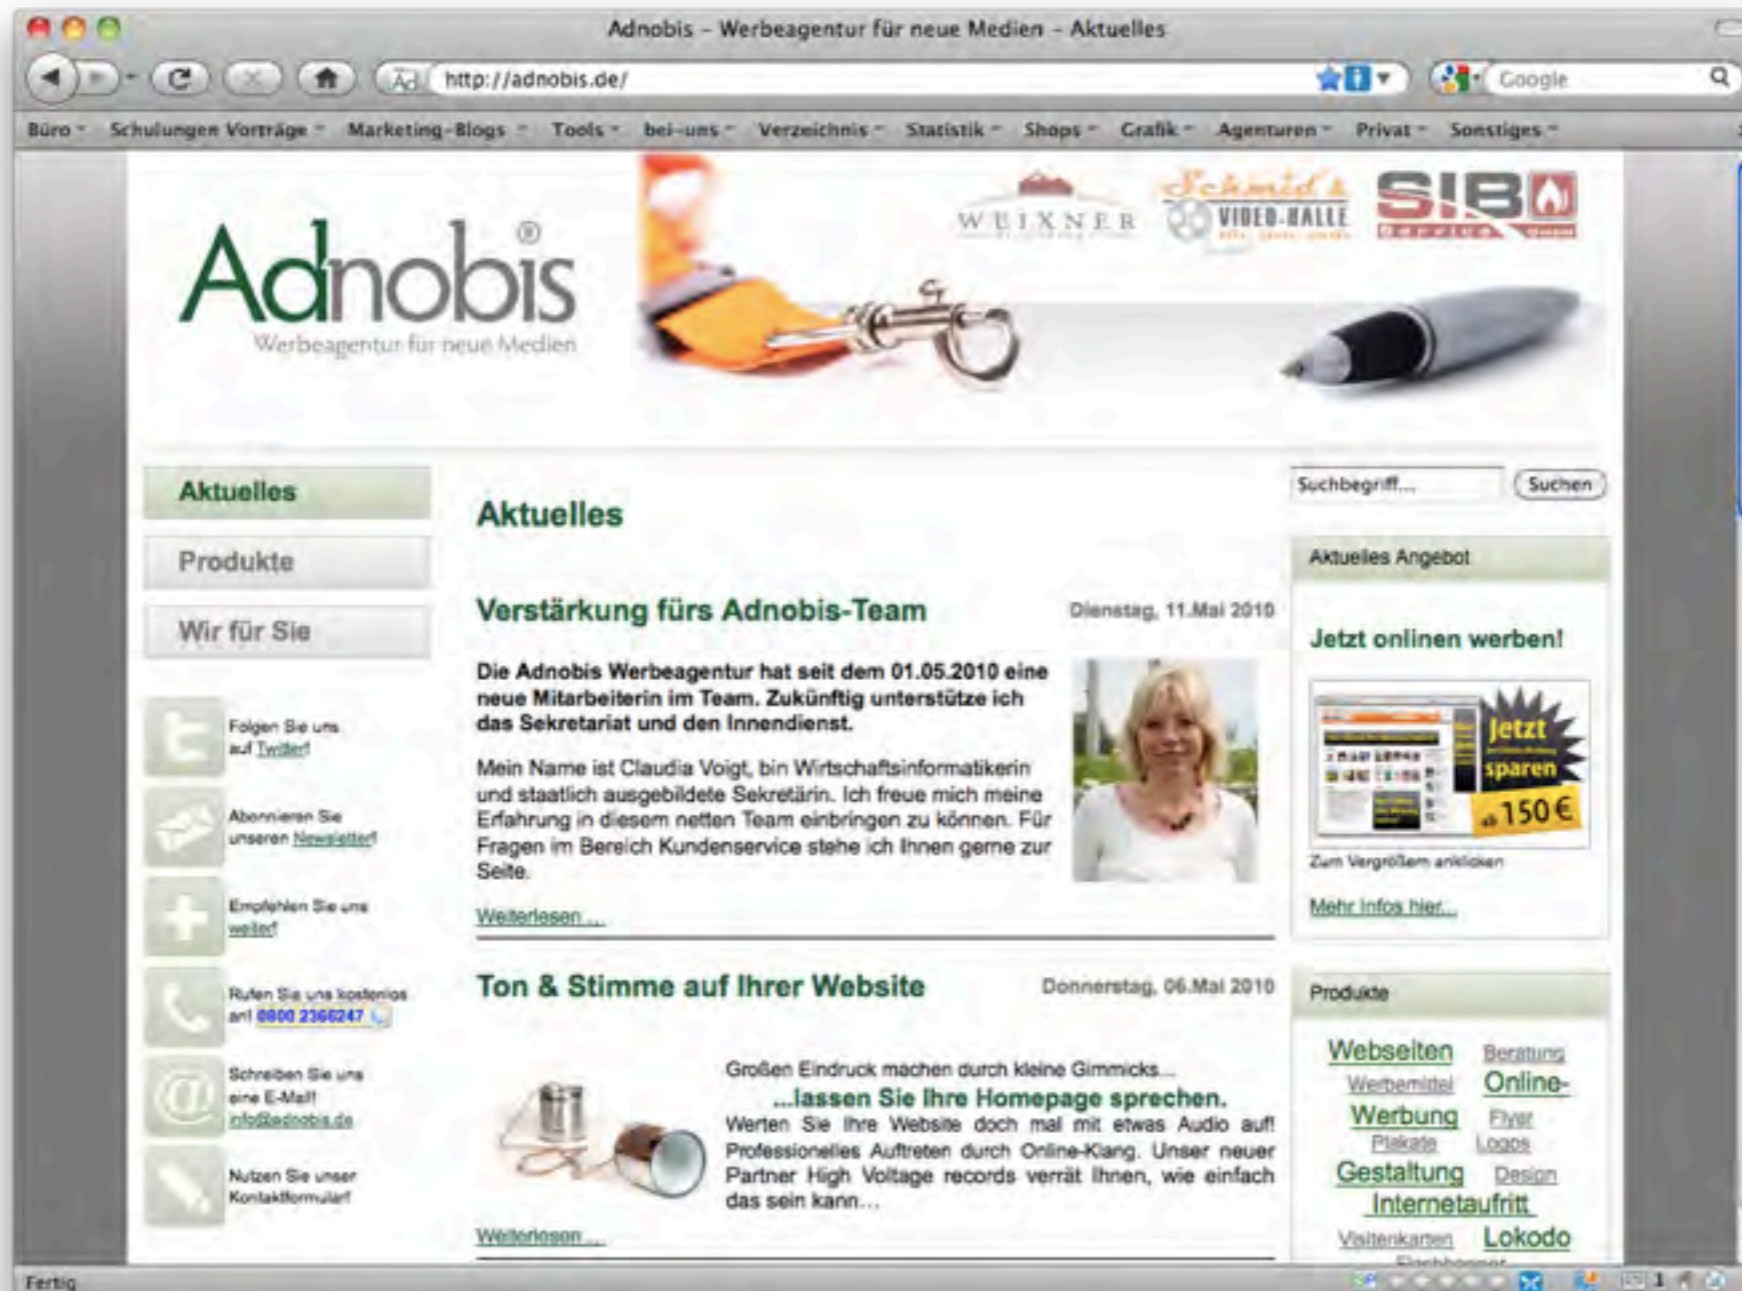 Adnobis – Werbeagentur für neue Medien – Aktuelles
http://adnobis.de/
Google
Büro
Schulungen Vorträge
Marketing-Blogs
Tools
bei-uns
Verzeichnis
Statistik
Shops
Grafik
Agenturen
Privat
Sonstiges
Adnobis®
Werbeagentur für neue Medien
WEIXNER
Schmid's
VIDEO-HALLE
SIB
Service GmbH
Aktuelles
Produkte
Wir für Sie
Folgen Sie uns
auf Twitter!
Abonnieren Sie
unseren Newsletter!
Empfehlen Sie uns
weiter!
Rufen Sie uns kostenlos
an! 0800 2366247
Schreiben Sie uns
eine E-Mail!
info@adnobis.de
Nutzen Sie unser
Kontaktformular!
Aktuelles
Verstärkung fürs Adnobis-Team
Dienstag, 11.Mai 2010
Die Adnobis Werbeagentur hat seit dem 01.05.2010 eine
neue Mitarbeiterin im Team. Zukünftig unterstütze ich
das Sekretariat und den Innendienst.
Mein Name ist Claudia Voigt, bin Wirtschaftsinformatikerin
und staatlich ausgebildete Sekretärin. Ich freue mich meine
Erfahrung in diesem netten Team einbringen zu können. Für
Fragen im Bereich Kundenservice stehe ich Ihnen gerne zur
Seite.
Weiterlesen ...
Ton & Stimme auf Ihrer Website
Donnerstag, 06.Mai 2010
Großen Eindruck machen durch kleine Gimmicks...
...lassen Sie Ihre Homepage sprechen.
Werten Sie Ihre Website doch mal mit etwas Audio auf!
Professionelles Auftreten durch Online-Klang. Unser neuer
Partner High Voltage records verrät Ihnen, wie einfach
das sein kann...
Weiterlesen ...
Suchbegriff...
Suchen
Aktuelles Angebot
Jetzt onlinen werben!
Jetzt
sparen
ab 150 €
Zum Vergrößern anklicken
Mehr Infos hier...
Produkte
Webseiten Beratung
Werbemittel Online-
Werbung Flyer
Plakate Logos
Gestaltung Design
Internetaufritt
Visitenkarten Lokodo
Fertig
1